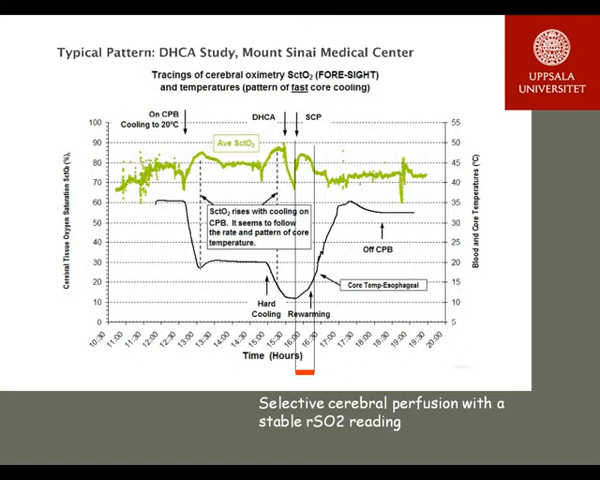 Typical Pattern: DHCA Study, Mount Sinai Medical Center
UPPSALA
UNIVERSITET
Tracings of cerebral oximetry SctO₂ (FORE-SIGHT)
and temperatures (pattern of fast core cooling)
On CPB
Cooling to 20ºC
DHCA
SCP
Ave SctO₂
100
90
80
70
60
50
40
30
20
10
0
55
50
45
40
35
30
25
20
15
10
5
Cerebral Tissue Oxygen Saturation SctO₂ (%),
Blood and Core Temperatures (ºC)
SctO₂ rises with cooling on
CPB. It seems to follow
the rate and pattern of core
temperature.
Off CPB
Core Temp-Esophageal
Hard
Cooling
Rewarming
10:30
11:00
11:30
12:00
12:30
13:00
13:30
14:00
14:30
15:00
15:30
16:00
16:30
17:00
17:30
18:00
18:30
19:00
19:30
20:00
Time (Hours)
Selective cerebral perfusion with a
stable rSO2 reading